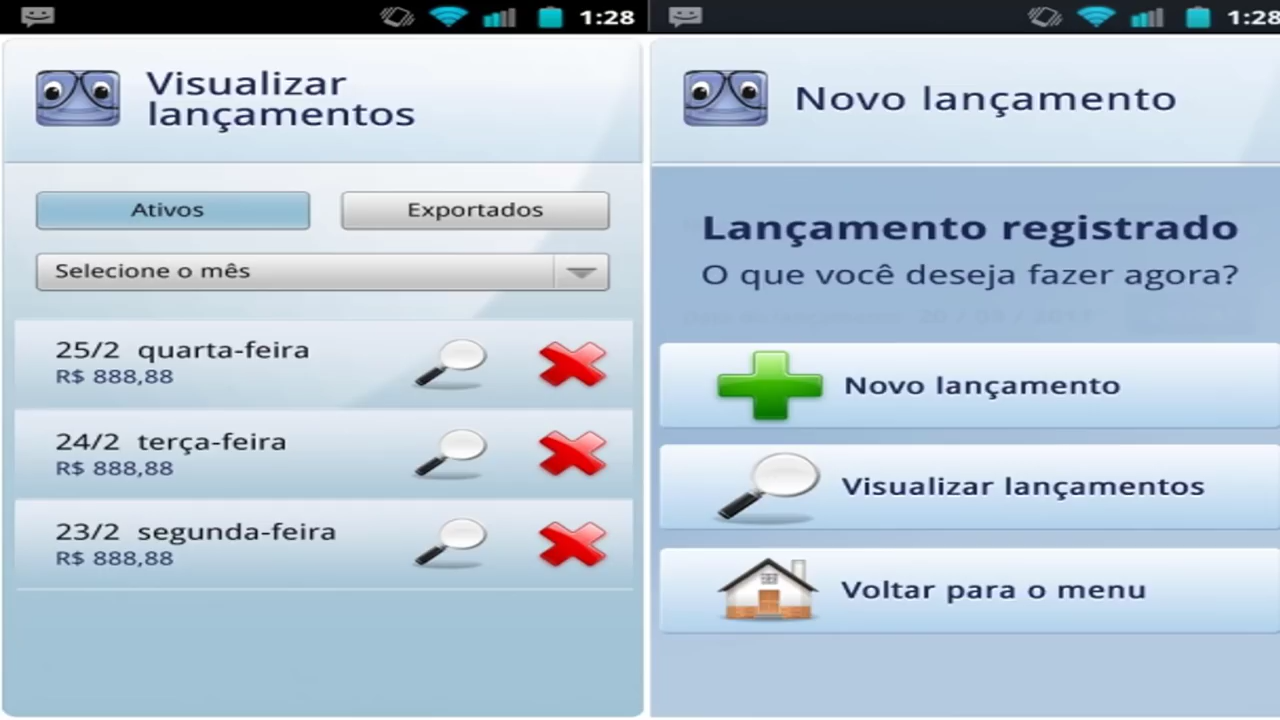 1:28
Visualizar
lançamentos
Ativos
Exportados
Selecione o mês
25/2 quarta-feira
R$ 888,88
24/2 terça-feira
R$ 888,88
23/2 segunda-feira
R$ 888,88
1:28
Novo lançamento
Lançamento registrado
O que você deseja fazer agora?
Novo lançamento
Visualizar lançamentos
Voltar para o menu